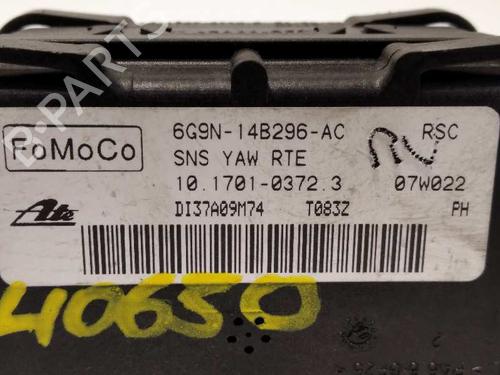 FoMoCo
6G9N-14B296-AC RSC
SNS YAW RTE
10.1701-0372.3 07W022
Ate DI37A09M74 T083Z PH
40650
B-PARTS